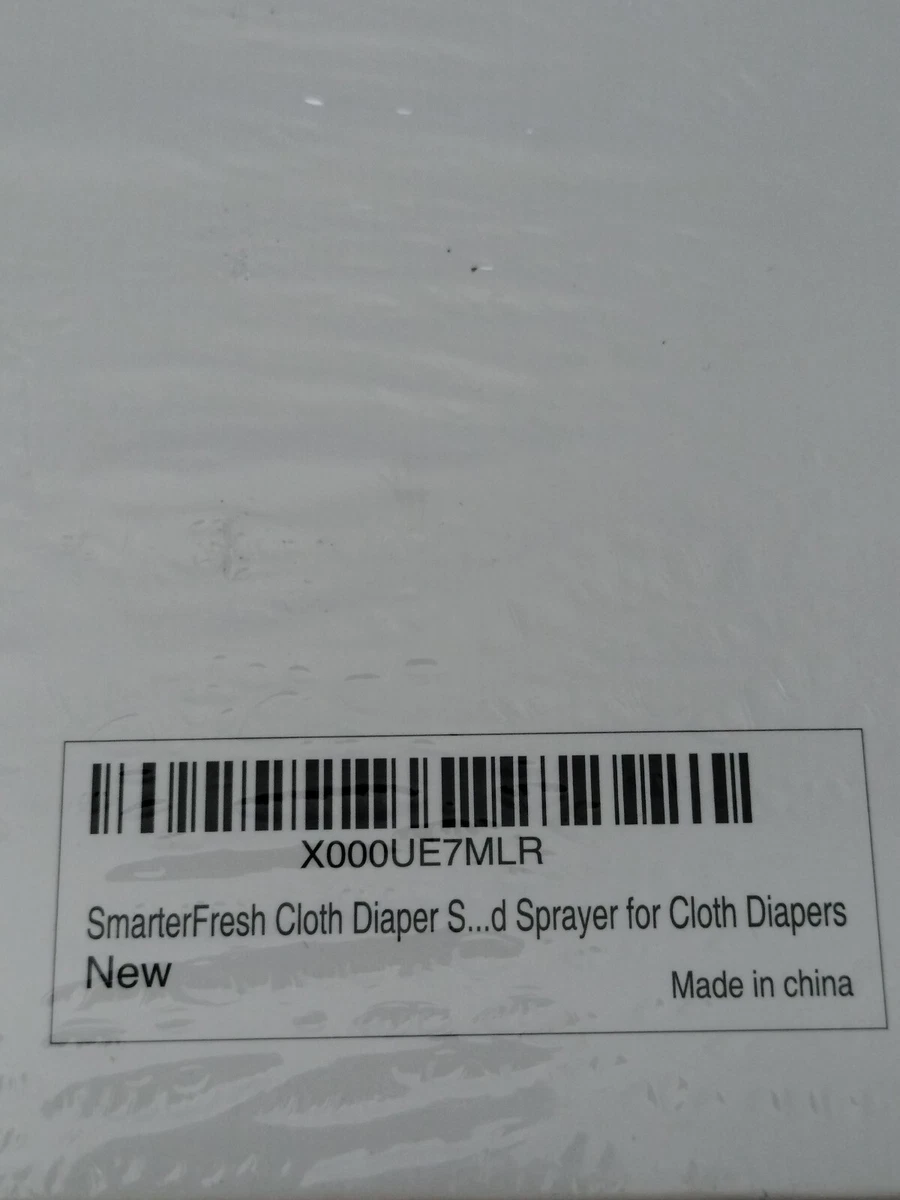 X000UE7MLR
SmarterFresh Cloth Diaper S...d Sprayer for Cloth Diapers
New
Made in china